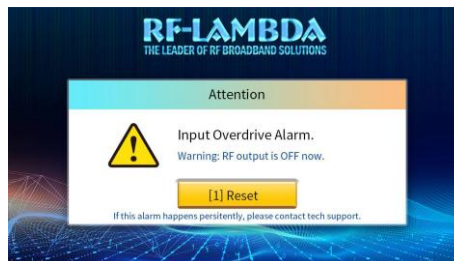 RF-LAMBDA
THE LEADER OF RF BROADBAND SOLUTIONS
Attention
Input Overdrive Alarm.
Warning: RF output is OFF now.
[1] Reset
If this alarm happens persitently, please contact tech support.